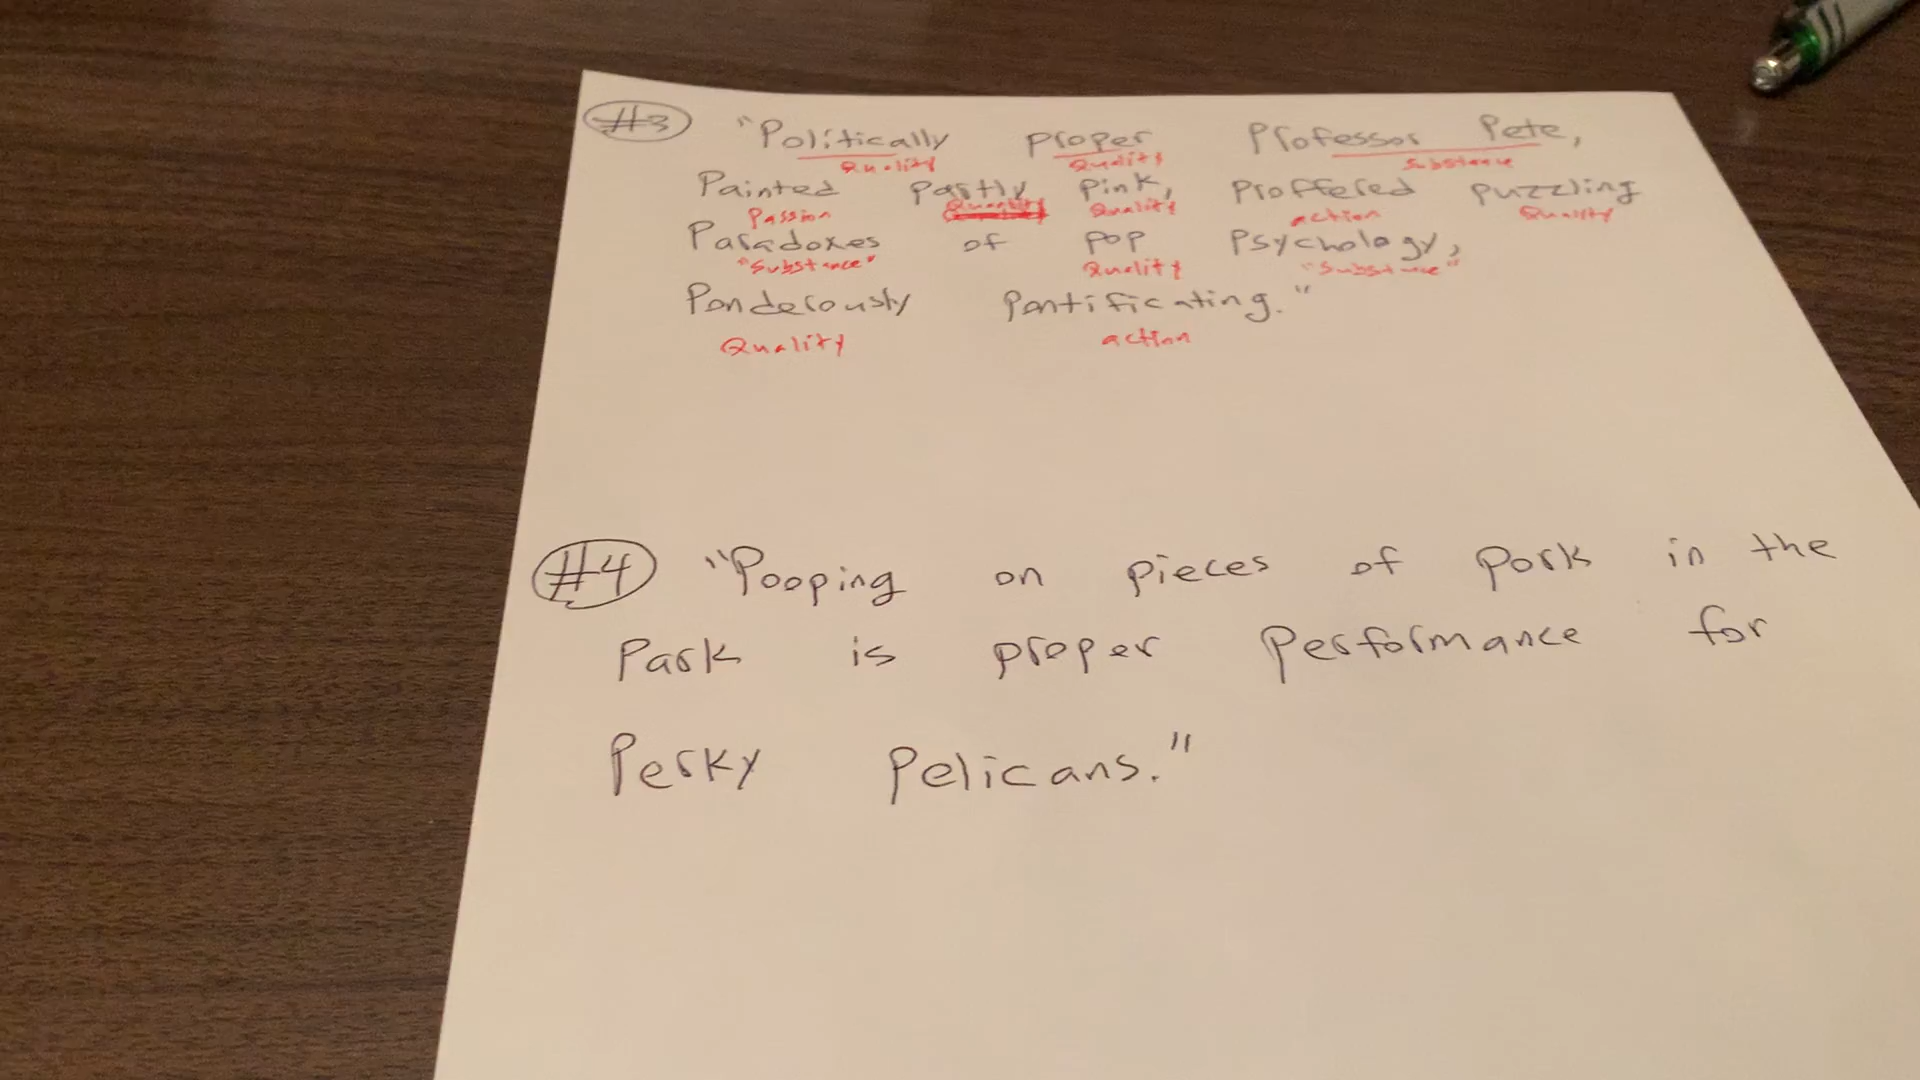 #3 "Politically proper Professor Pete,
Quality Quality Substance
Painted Partly Pink, Proffered puzzling
Passion Quantity Quality action Quality
Paradoxes of pop Psychology,
"Substance" Quality "Substance"
Ponderously Pontificating."
Quality action
#4 "Pooping on pieces of Pork in the
Park is proper Performance for
Perky Pelicans."